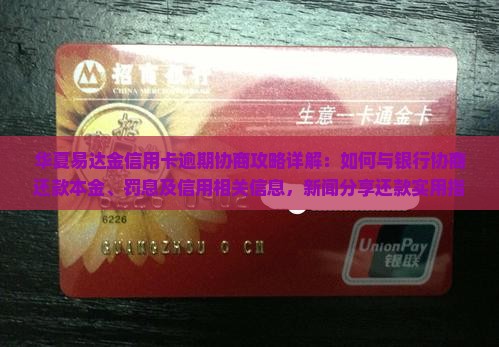 招商银行
CHINA MERCHANTS BANK
生意一卡通金卡
华夏易达金信用卡逾期协商攻略详解：如何与银行协商
还款本金、罚息及信用相关信息，新闻分享还款实用指
6226
GUANGZHOU O CM
UnionPay
银联